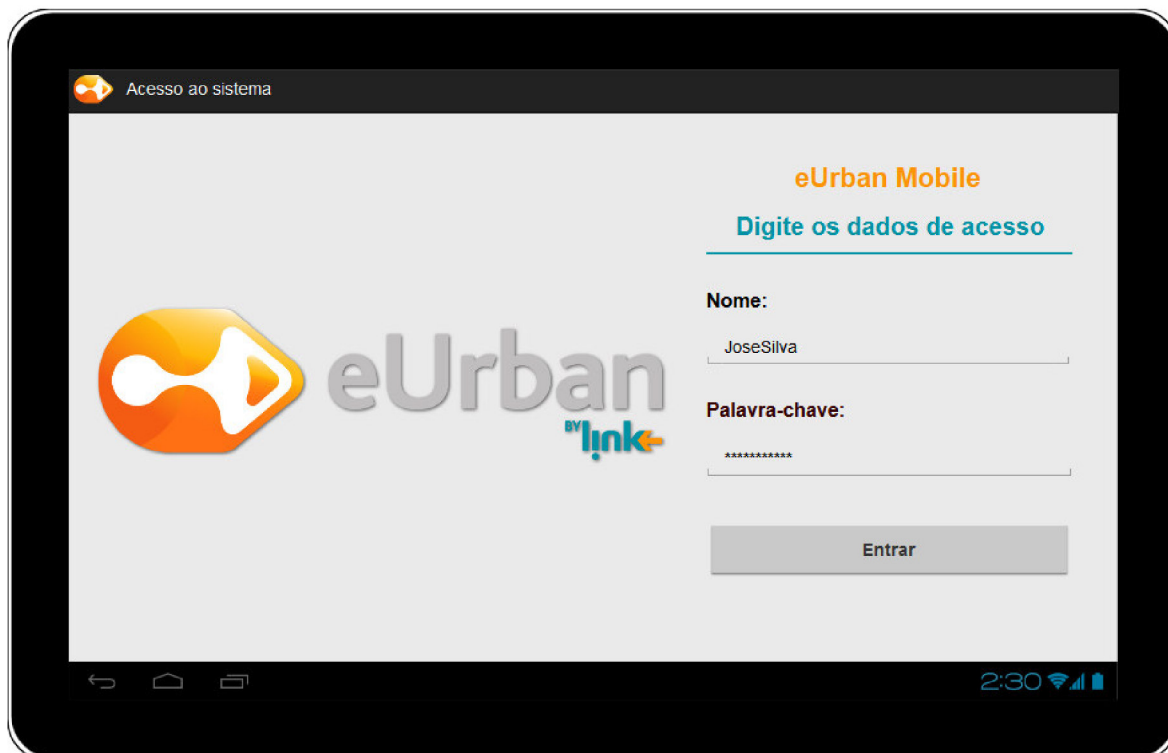 Acesso ao sistema
eUrban
BY link
eUrban Mobile
Digite os dados de acesso
Nome:
JoseSilva
Palavra-chave:
***********
Entrar
2:30